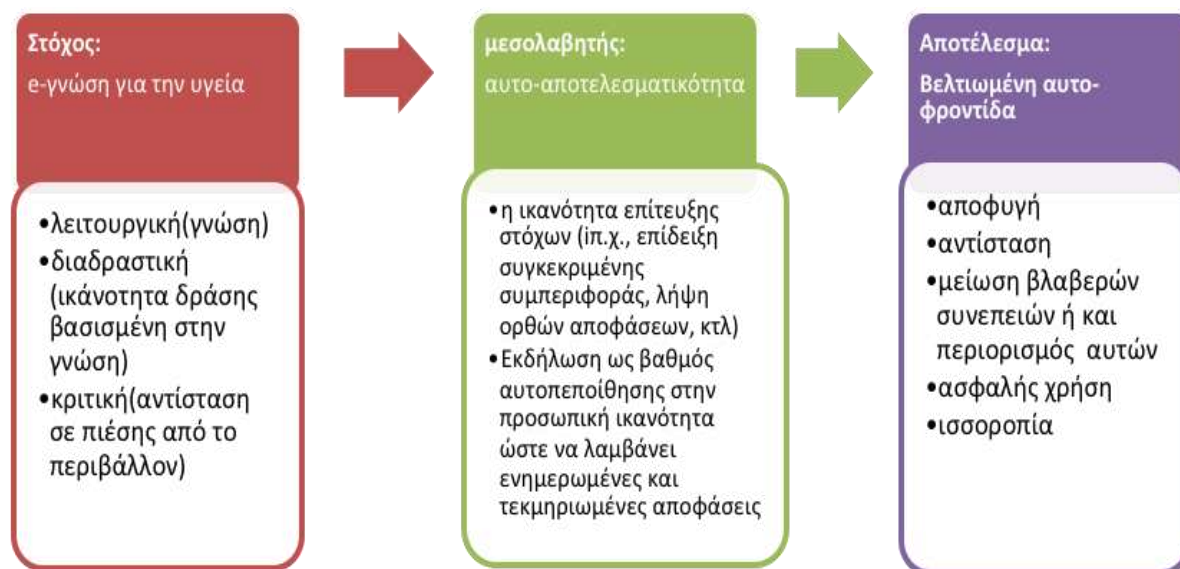 Στόχος:
e-γνώση για την υγεία
•λειτουργική(γνώση)
•διαδραστική
(ικάνοτητα δράσης
βασισμένη στην
γνώση)
•κριτική(αντίσταση
σε πιέσης από το
περιβάλλον)
μεσολαβητής:
αυτο-αποτελεσματικότητα
•η ικανότητα επίτευξης
στόχων (iπ.χ., επίδειξη
συγκεκριμένης
συμπεριφοράς, λήψη
ορθών αποφάσεων, κτλ)
•Εκδήλωση ως βαθμός
αυτοπεποίθησης στην
προσωπική ικανότητα
ώστε να λαμβάνει
ενημερωμένες και
τεκμηριωμένες αποφάσεις
Αποτέλεσμα:
Βελτιωμένη αυτο-
φροντίδα
•αποφυγή
•αντίσταση
•μείωση βλαβερών
συνεπειών ή και
περιορισμός αυτών
•ασφαλής χρήση
•ισσοροπία